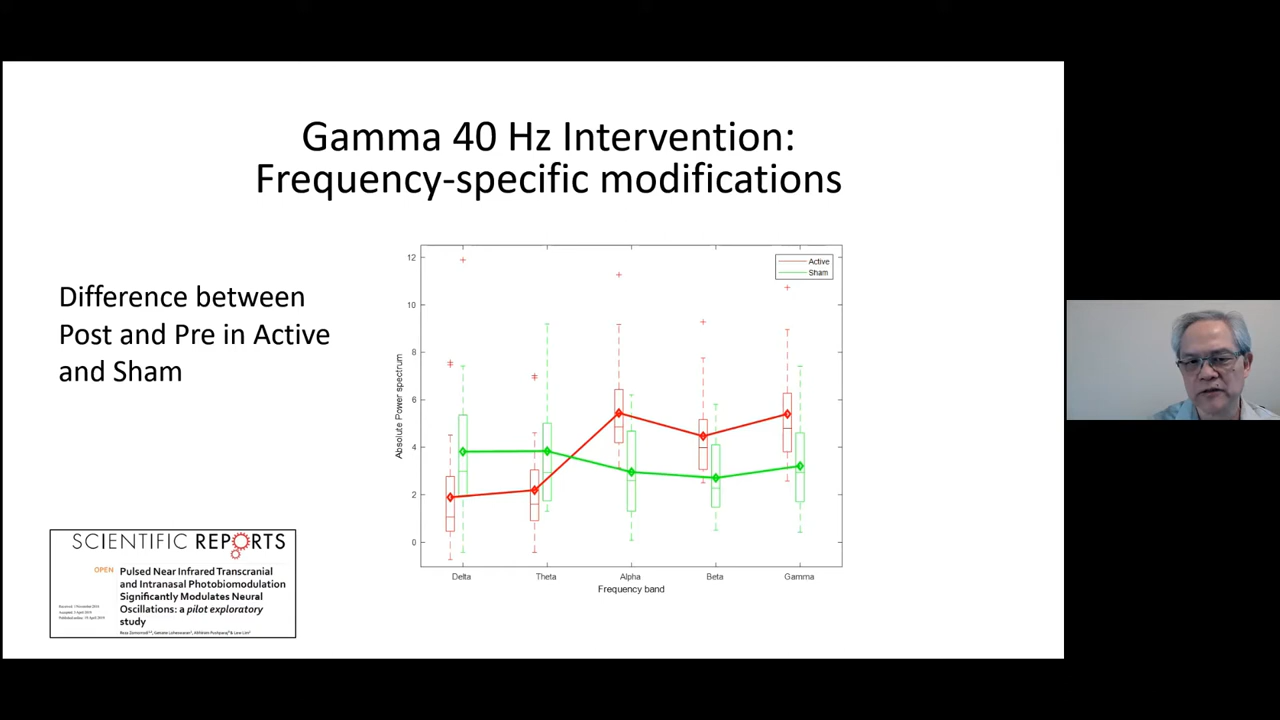 Gamma 40 Hz Intervention:
Frequency-specific modifications
Difference between
Post and Pre in Active
and Sham
12
10
8
6
4
2
0
Absolute Power spectrum
Active
Sham
Delta
Theta
Alpha
Beta
Gamma
Frequency band
SCIENTIFIC REPORTS
OPEN
Pulsed Near Infrared Transcranial
and Intranasal Photobiomodulation
Significantly Modulates Neural
Oscillations: a pilot exploratory
study